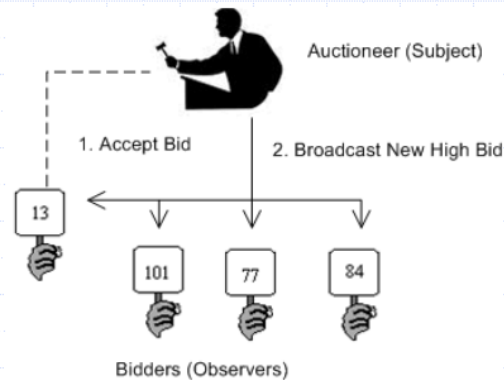 Auctioneer (Subject)
1. Accept Bid
2. Broadcast New High Bid
13
101
77
84
Bidders (Observers)